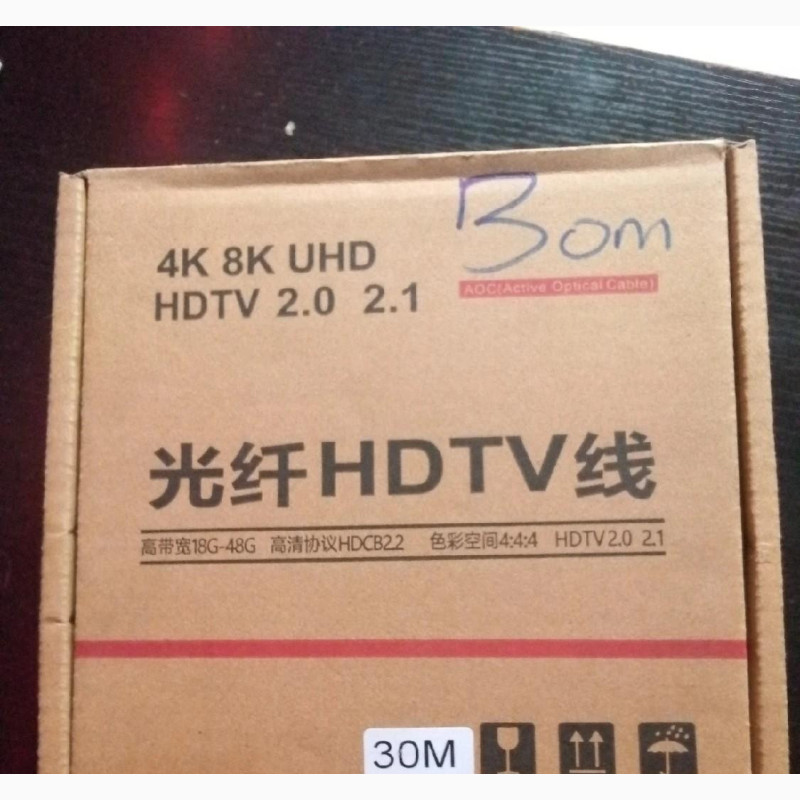 30m
4K 8K UHD
HDTV 2.0 2.1
AOC(Active Optical Cable)
光纤HDTV线
高带宽18G-48G 高清协议HDCB2.2 色彩空间4:4:4 HDTV2.0 2.1
30M